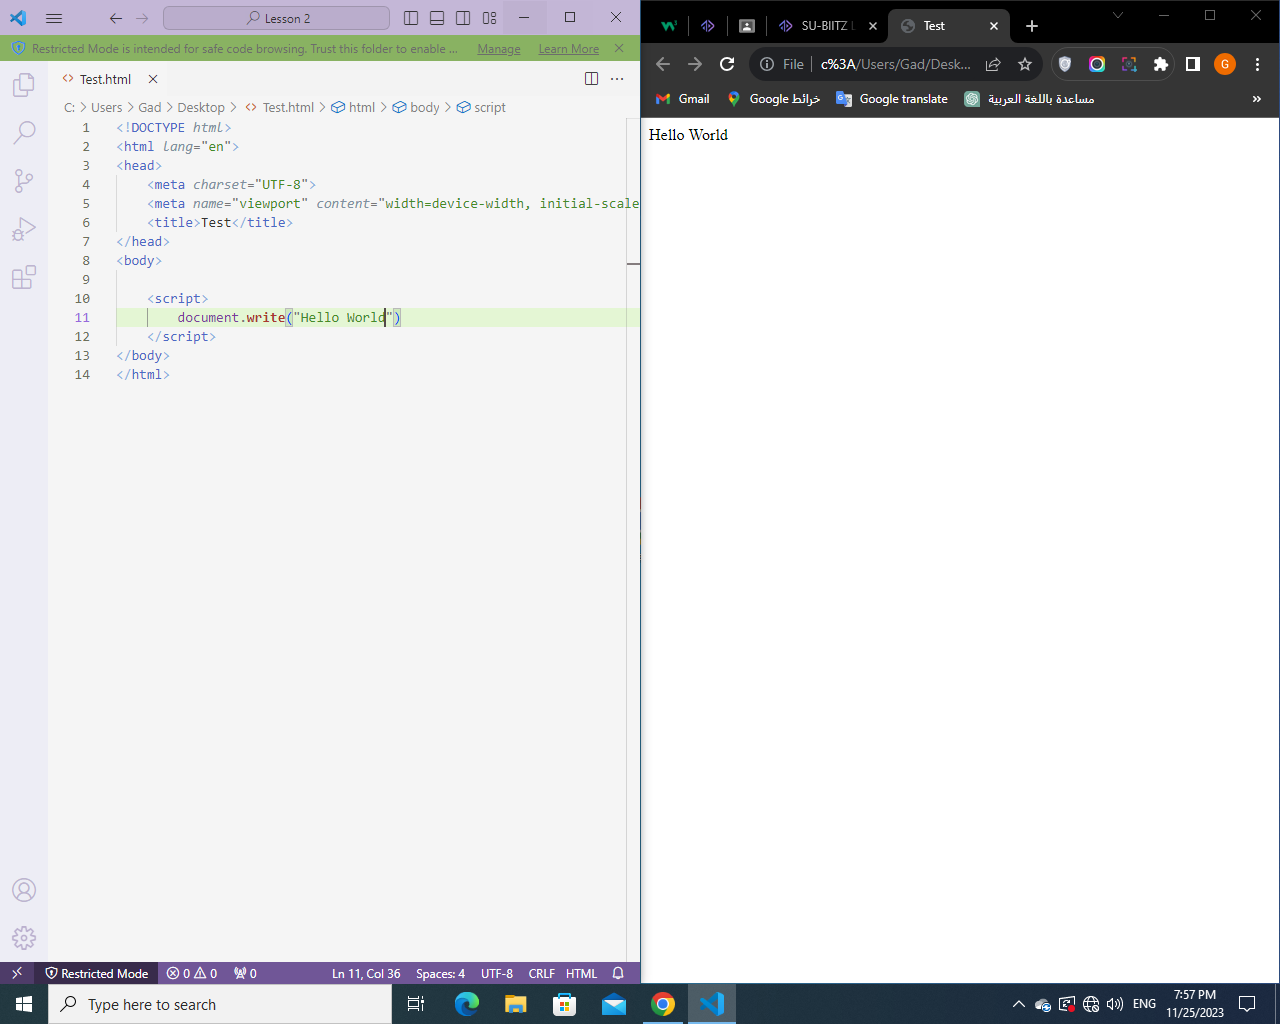 Lesson 2
Restricted Mode is intended for safe code browsing. Trust this folder to enable ... Manage Learn More
Test.html
C: > Users > Gad > Desktop > Test.html > html > body > script
1 <!DOCTYPE html>
2 <html lang="en">
3 <head>
4 <meta charset="UTF-8">
5 <meta name="viewport" content="width=device-width, initial-scale
6 <title>Test</title>
7 </head>
8 <body>
9
10 <script>
11 document.write("Hello World")
12 </script>
13 </body>
14 </html>
Restricted Mode 0 0 0 Ln 11, Col 36 Spaces: 4 UTF-8 CRLF HTML
SU-BIITZ Test
File c%3A/Users/Gad/Desk... G
Gmail خرائط Google Google translate مساعدة باللغة العربية »
Hello World
Type here to search
ENG 7:57 PM
11/25/2023